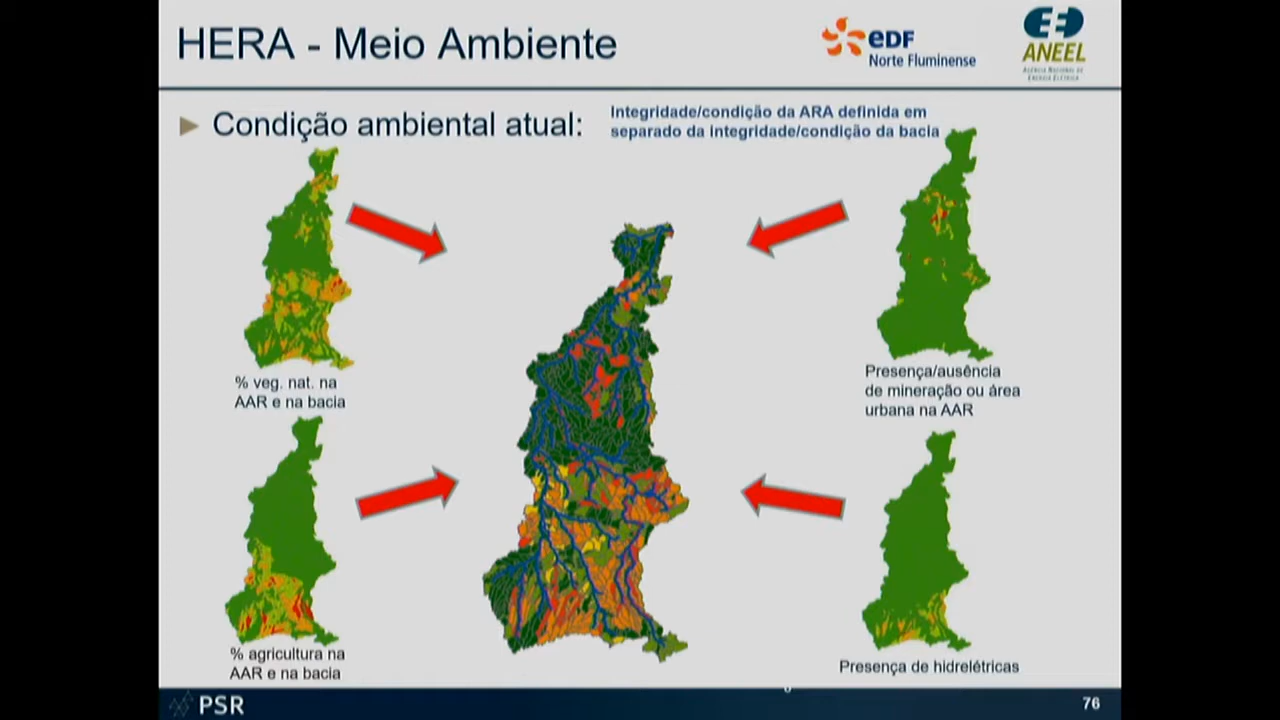 HERA - Meio Ambiente
eDF
Norte Fluminense
ANEEL
AGÊNCIA NACIONAL DE
ENERGIA ELÉTRICA
Condição ambiental atual:
Integridade/condição da ARA definida em
separado da integridade/condição da bacia
% veg. nat. na
AAR e na bacia
Presença/ausência
de mineração ou área
urbana na AAR
% agricultura na
AAR e na bacia
Presença de hidrelétricas
PSR
76